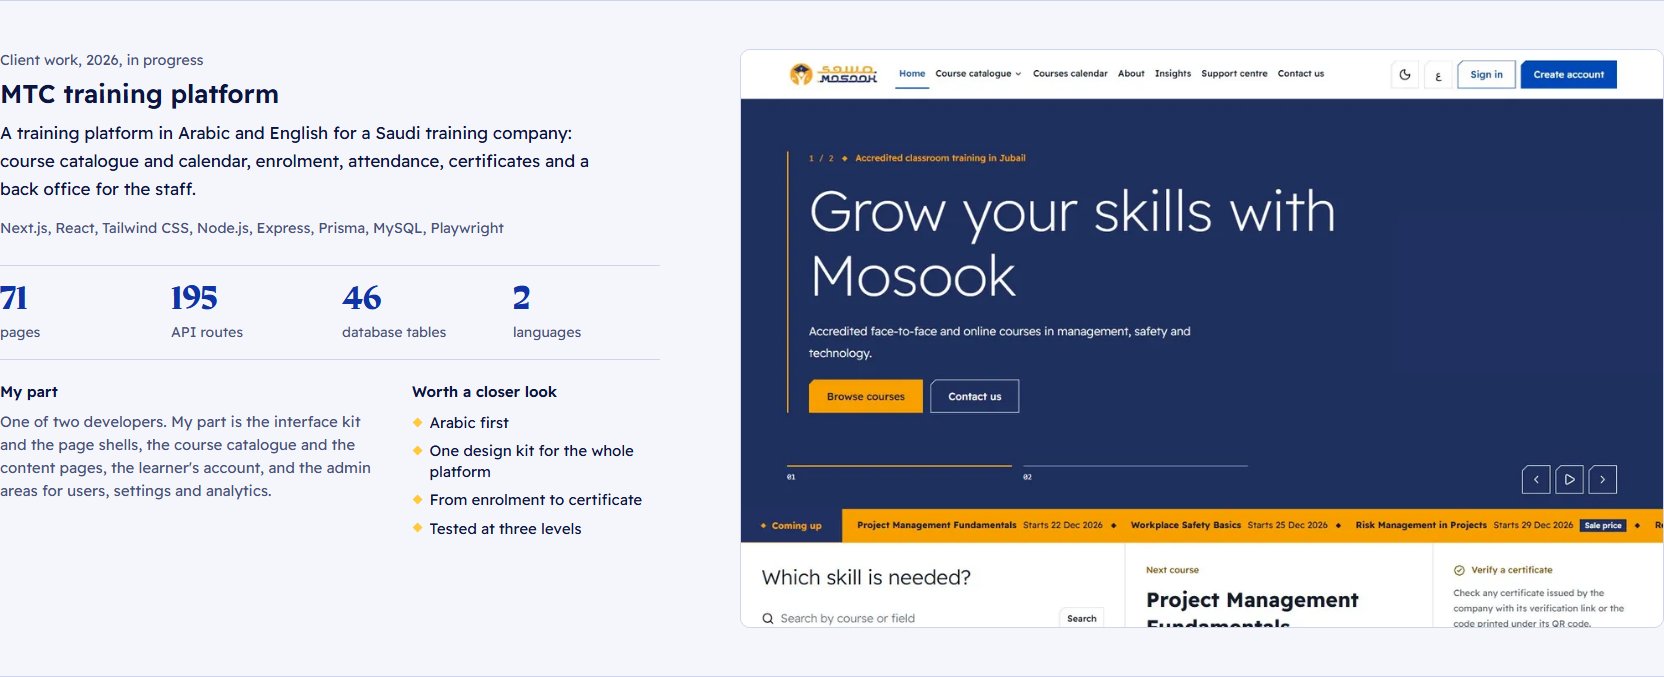 Client work, 2026, in progress
MTC training platform
A training platform in Arabic and English for a Saudi training company:
course catalogue and calendar, enrolment, attendance, certificates and a
back office for the staff.
Next.js, React, Tailwind CSS, Node.js, Express, Prisma, MySQL, Playwright
71
pages
195
API routes
46
database tables
2
languages
My part
One of two developers. My part is the interface kit
and the page shells, the course catalogue and the
content pages, the learner's account, and the admin
areas for users, settings and analytics.
Worth a closer look
Arabic first
One design kit for the whole
platform
From enrolment to certificate
Tested at three levels
موسوق
MOSOOK
Home
Course catalogue
Courses calendar
About
Insights
Support centre
Contact us
ع
Sign in
Create account
1 / 2 ◆ Accredited classroom training in Jubail
Grow your skills with
Mosook
Accredited face-to-face and online courses in management, safety and
technology.
Browse courses
Contact us
01
02
Coming up
Project Management Fundamentals Starts 22 Dec 2026 ◆ Workplace Safety Basics Starts 25 Dec 2026 ◆ Risk Management in Projects Starts 29 Dec 2026 Sale price ◆
Which skill is needed?
Search by course or field
Search
Next course
Project Management
Fundamentals
Verify a certificate
Check any certificate issued by the
company with its verification link or the
code printed under its QR code.